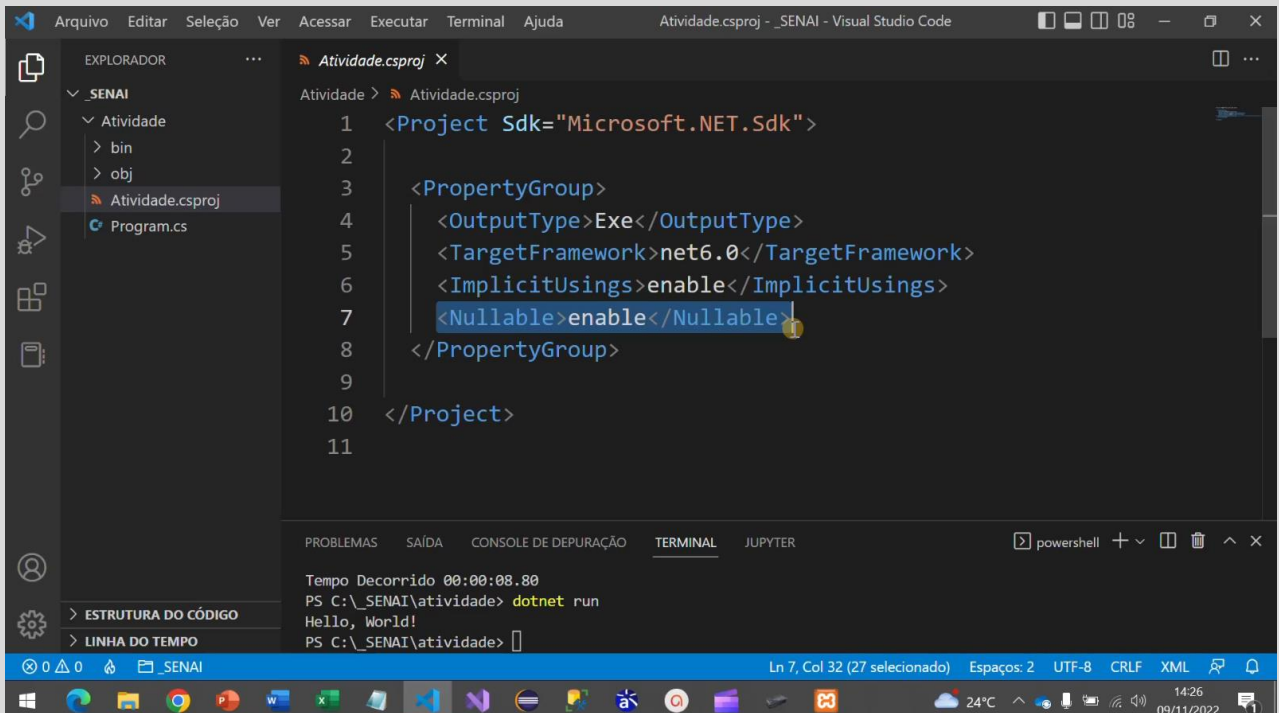 Arquivo Editar Seleção Ver Acessar Executar Terminal Ajuda Atividade.csproj - _SENAI - Visual Studio Code
EXPLORADOR ...
_SENAI
Atividade
bin
obj
Atividade.csproj
Program.cs
ESTRUTURA DO CÓDIGO
LINHA DO TEMPO
Atividade.csproj
Atividade > Atividade.csproj
1 <Project Sdk="Microsoft.NET.Sdk">
2
3 <PropertyGroup>
4 <OutputType>Exe</OutputType>
5 <TargetFramework>net6.0</TargetFramework>
6 <ImplicitUsings>enable</ImplicitUsings>
7 <Nullable>enable</Nullable>
8 </PropertyGroup>
9
10 </Project>
11
PROBLEMAS SAÍDA CONSOLE DE DEPURAÇÃO TERMINAL JUPYTER powershell
Tempo Decorrido 00:00:08.80
PS C:\_SENAI\atividade> dotnet run
Hello, World!
PS C:\_SENAI\atividade>
0 0 _SENAI Ln 7, Col 32 (27 selecionado) Espaços: 2 UTF-8 CRLF XML
24°C 14:26
09/11/2022